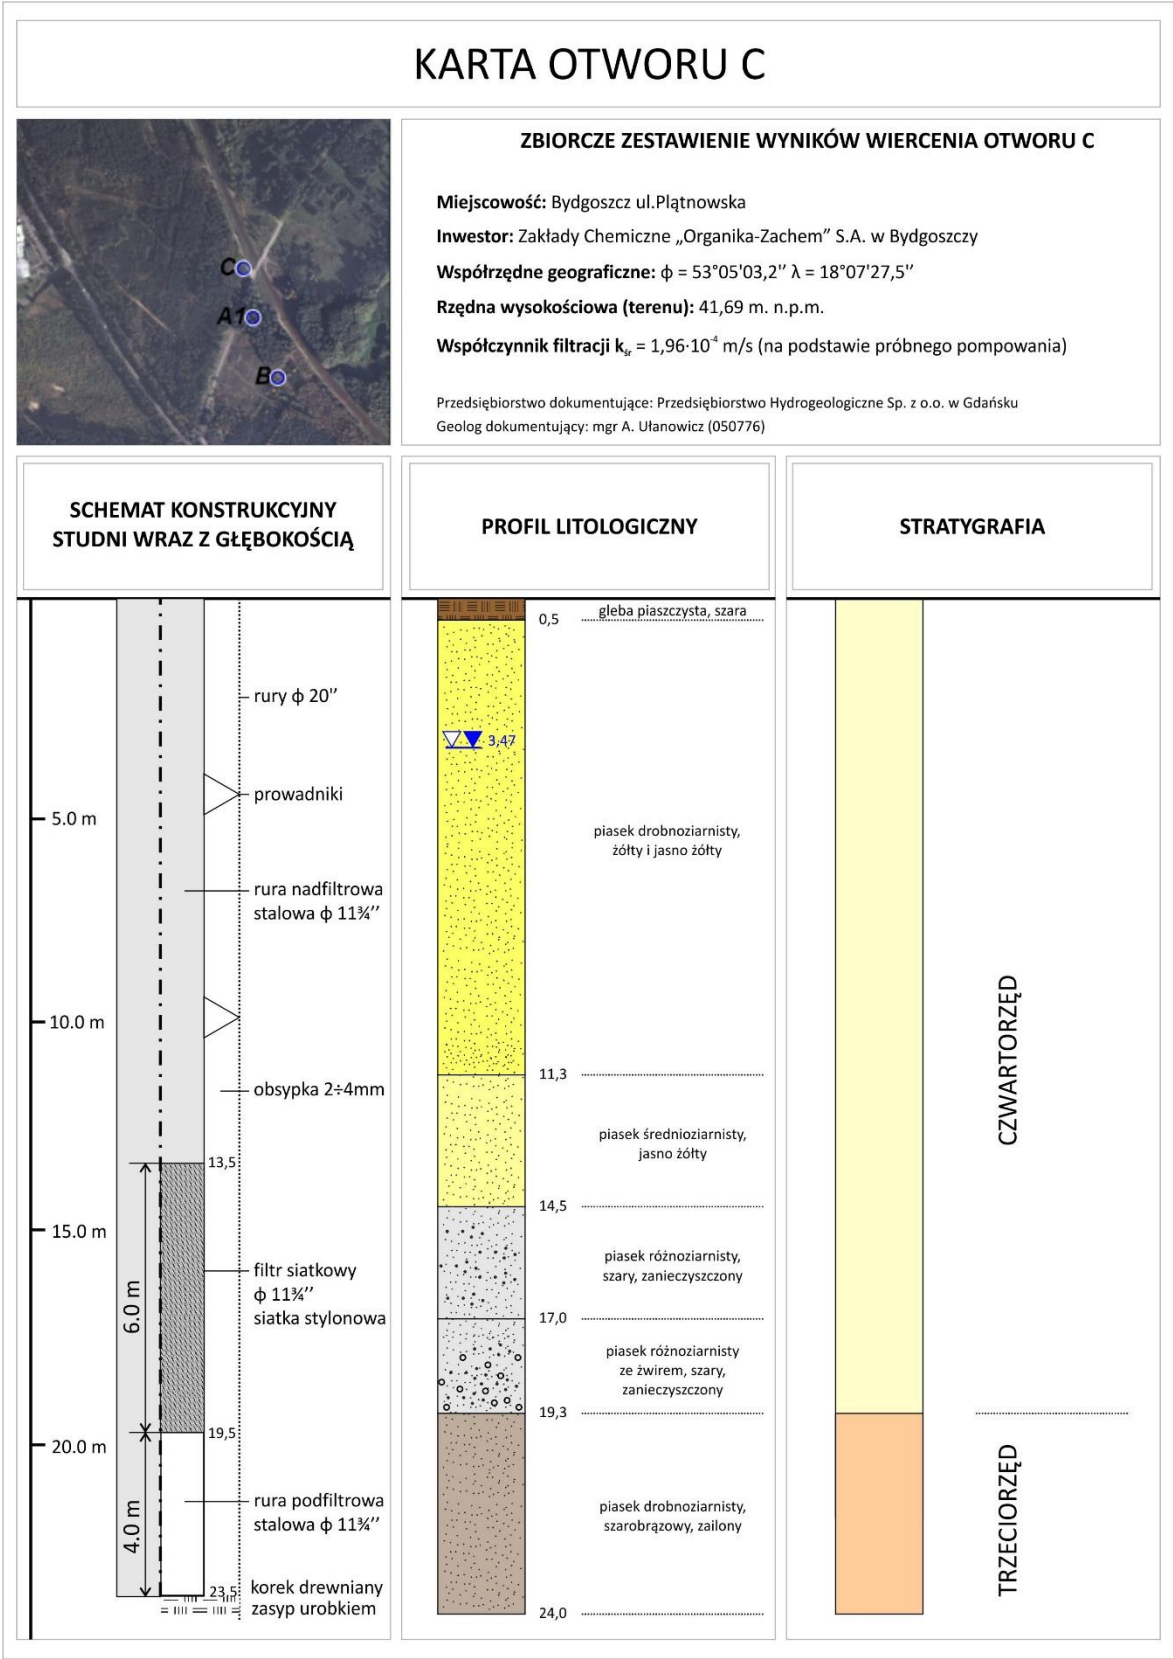 KARTA OTWORU C
C
A1
B
ZBIORCZE ZESTAWIENIE WYNIKÓW WIERCENIA OTWORU C
Miejscowość: Bydgoszcz ul.Plątnowska
Inwestor: Zakłady Chemiczne „Organika-Zachem” S.A. w Bydgoszczy
Współrzędne geograficzne: ϕ = 53°05'03,2'' λ = 18°07'27,5''
Rzędna wysokościowa (terenu): 41,69 m. n.p.m.
Współczynnik filtracji kśr = 1,96·10⁻⁴ m/s (na podstawie próbnego pompowania)
Przedsiębiorstwo dokumentujące: Przedsiębiorstwo Hydrogeologiczne Sp. z o.o. w Gdańsku
Geolog dokumentujący: mgr A. Ułanowicz (050776)
SCHEMAT KONSTRUKCYJNY
STUDNI WRAZ Z GŁĘBOKOŚCIĄ
5.0 m
10.0 m
15.0 m
20.0 m
rury ϕ 20''
prowadniki
rura nadfiltrowa
stalowa ϕ 11¾''
obsypka 2÷4mm
13,5
6.0 m
filtr siatkowy
ϕ 11¾''
siatka stylonowa
19,5
4.0 m
rura podfiltrowa
stalowa ϕ 11¾''
23,5
korek drewniany
zasyp urobkiem
PROFIL LITOLOGICZNY
gleba piaszczysta, szara
0,5
3,47
piasek drobnoziarnisty,
żółty i jasno żółty
11,3
piasek średnioziarnisty,
jasno żółty
14,5
piasek różnoziarnisty,
szary, zanieczyszczony
17,0
piasek różnoziarnisty
ze żwirem, szary,
zanieczyszczony
19,3
piasek drobnoziarnisty,
szarobrązowy, zailony
24,0
STRATYGRAFIA
CZWARTORZĘD
TRZECIORZĘD